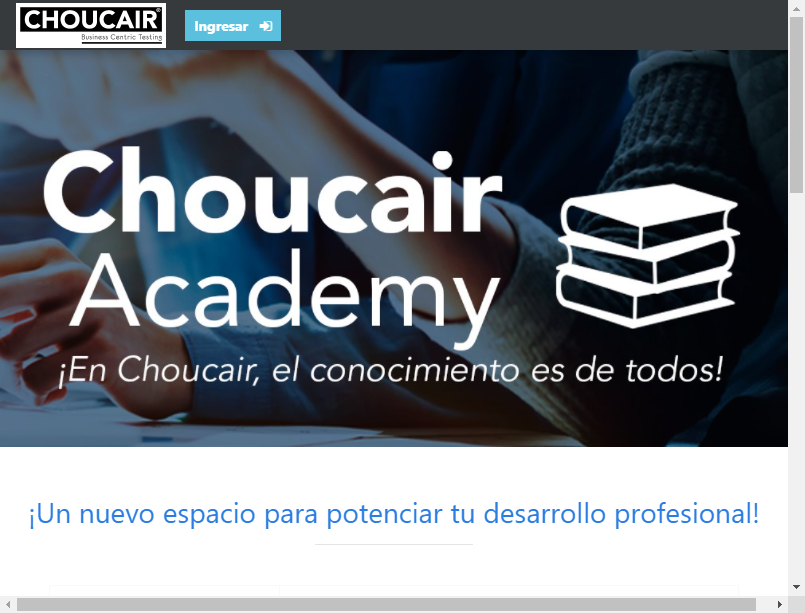 CHOUCAIR®
Business Centric Testing
Ingresar
Choucair
Academy
¡En Choucair, el conocimiento es de todos!
¡Un nuevo espacio para potenciar tu desarrollo profesional!